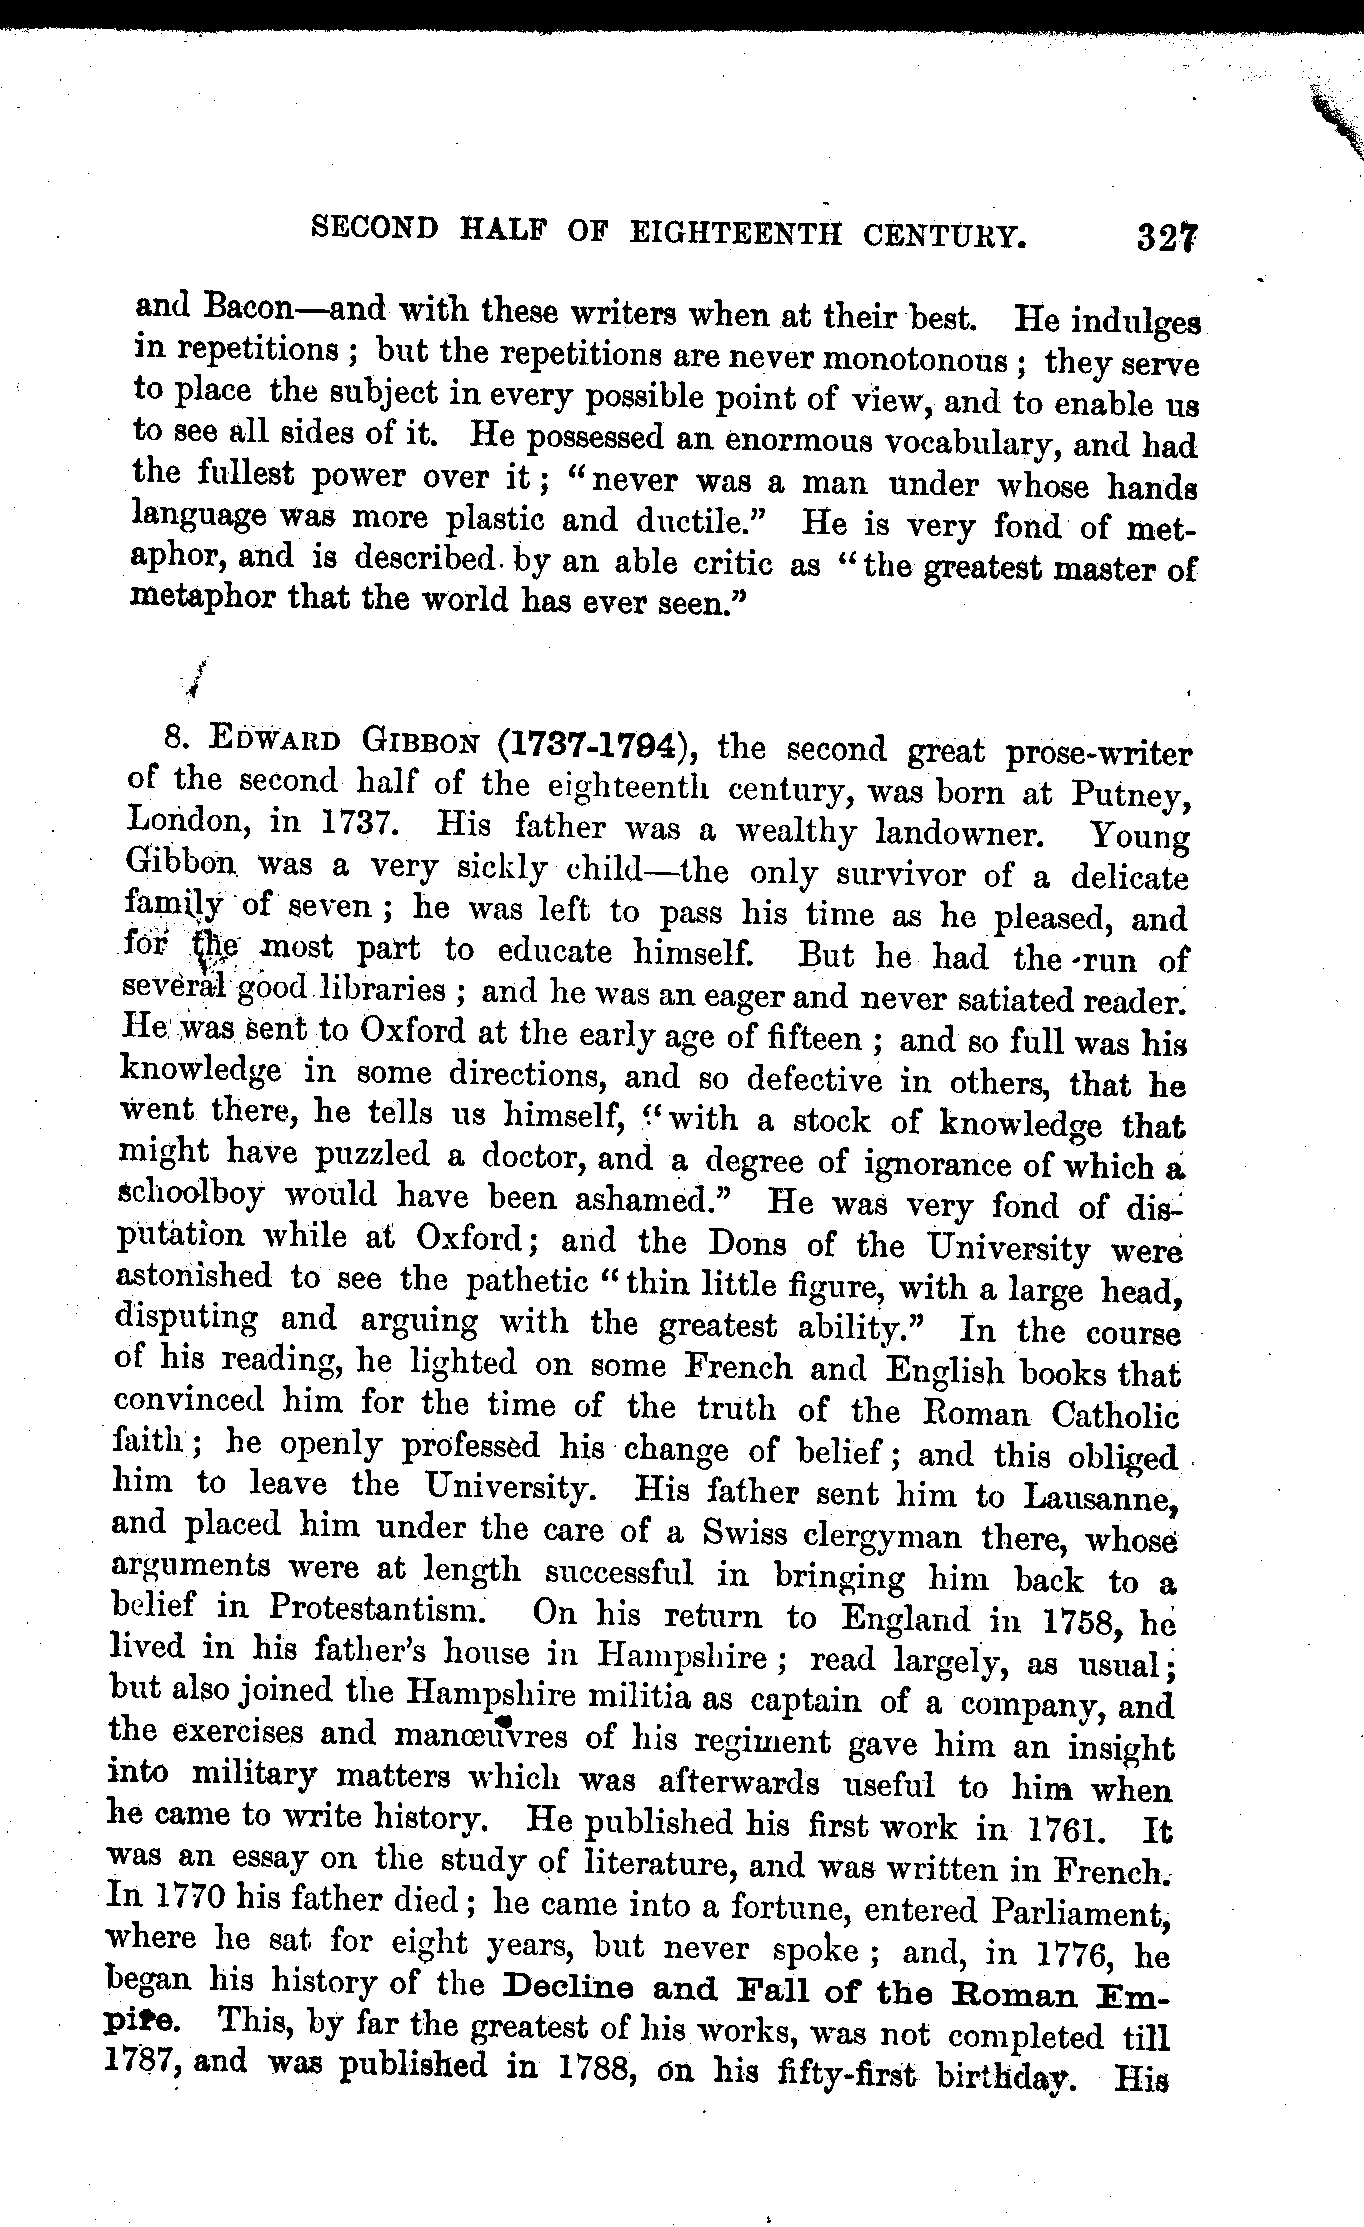 SECOND HALF OF EIGHTEENTH CENTURY. 327
and Bacon—and with these writers when at their best. He indulges
in repetitions; but the repetitions are never monotonous; they serve
to place the subject in every possible point of view, and to enable us
to see all sides of it. He possessed an enormous vocabulary, and had
the fullest power over it; "never was a man under whose hands
language was more plastic and ductile." He is very fond of met-
aphor, and is described by an able critic as "the greatest master of
metaphor that the world has ever seen."
8. EDWARD GIBBON (1737-1794), the second great prose-writer
of the second half of the eighteenth century, was born at Putney,
London, in 1737. His father was a wealthy landowner. Young
Gibbon was a very sickly child—the only survivor of a delicate
family of seven; he was left to pass his time as he pleased, and
for the most part to educate himself. But he had the run of
several good libraries; and he was an eager and never satiated reader.
He was sent to Oxford at the early age of fifteen; and so full was his
knowledge in some directions, and so defective in others, that he
went there, he tells us himself, "with a stock of knowledge that
might have puzzled a doctor, and a degree of ignorance of which a
schoolboy would have been ashamed." He was very fond of dis-
putation while at Oxford; and the Dons of the University were
astonished to see the pathetic "thin little figure, with a large head,
disputing and arguing with the greatest ability." In the course
of his reading, he lighted on some French and English books that
convinced him for the time of the truth of the Roman Catholic
faith; he openly professed his change of belief; and this obliged
him to leave the University. His father sent him to Lausanne,
and placed him under the care of a Swiss clergyman there, whose
arguments were at length successful in bringing him back to a
belief in Protestantism. On his return to England in 1758, he
lived in his father's house in Hampshire; read largely, as usual;
but also joined the Hampshire militia as captain of a company, and
the exercises and manœuvres of his regiment gave him an insight
into military matters which was afterwards useful to him when
he came to write history. He published his first work in 1761. It
was an essay on the study of literature, and was written in French.
In 1770 his father died; he came into a fortune, entered Parliament,
where he sat for eight years, but never spoke; and, in 1776, he
began his history of the Decline and Fall of the Roman Em-
pire. This, by far the greatest of his works, was not completed till
1787, and was published in 1788, on his fifty-first birthday. His